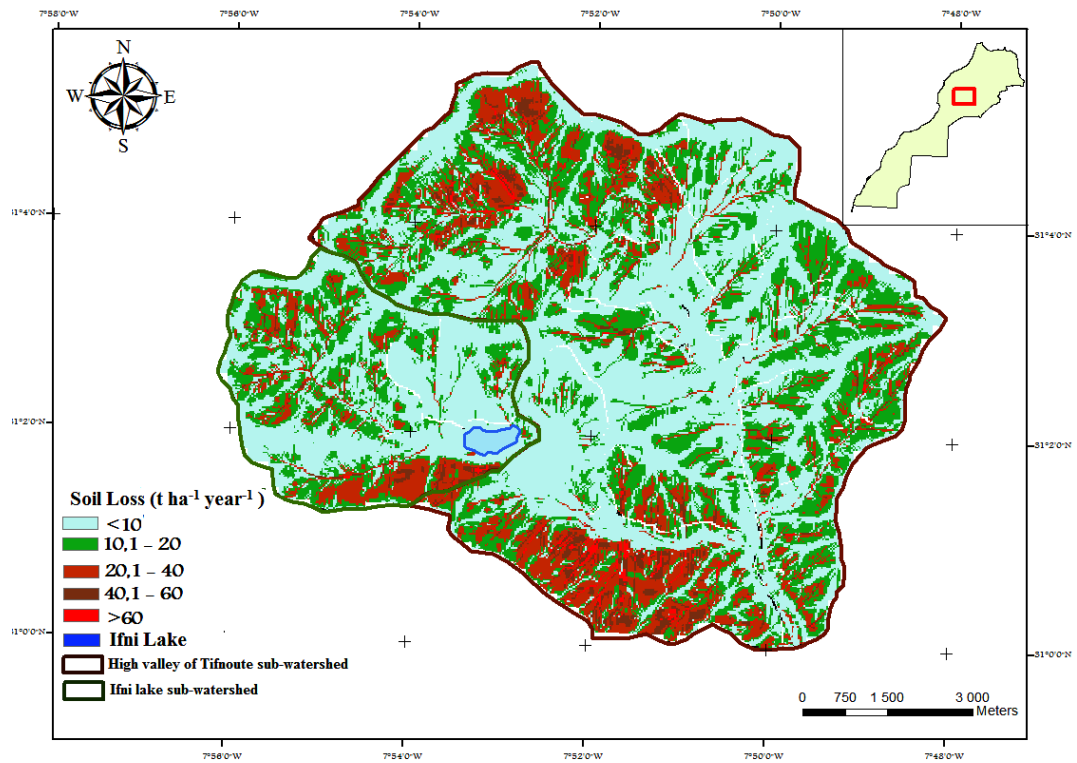 7°58'0"W 7°56'0"W 7°54'0"W 7°52'0"W 7°50'0"W 7°48'0"W
N
W E
S
31°4'0"N
31°4'0"N
31°2'0"N
31°2'0"N
Soil Loss (t ha⁻¹ year⁻¹ )
<10
10,1 – 20
20,1 – 40
40,1 – 60
>60
Ifni Lake
31°0'0"N
31°0'0"N
High valley of Tifnoute sub-watershed
Ifni lake sub-watershed
0 750 1 500 3 000
Meters
7°56'0"W 7°54'0"W 7°52'0"W 7°50'0"W 7°48'0"W